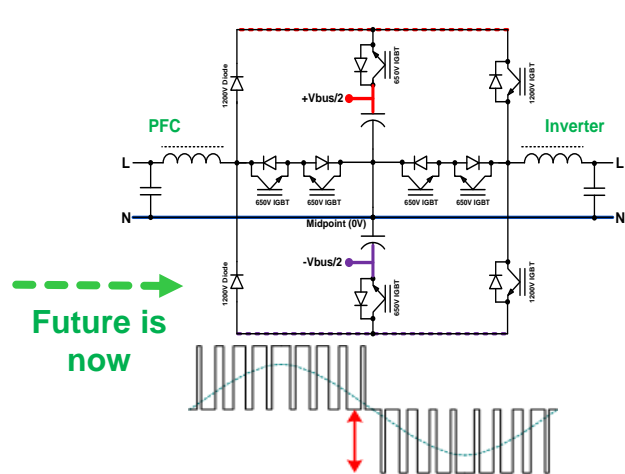 650V IGBT
1200V Diode
1200V IGBT
+Vbus/2
PFC
Inverter
L
L
650V IGBT
650V IGBT
650V IGBT
650V IGBT
N
N
Midpoint (0V)
-Vbus/2
1200V Diode
650V IGBT
1200V IGBT
Future is
now